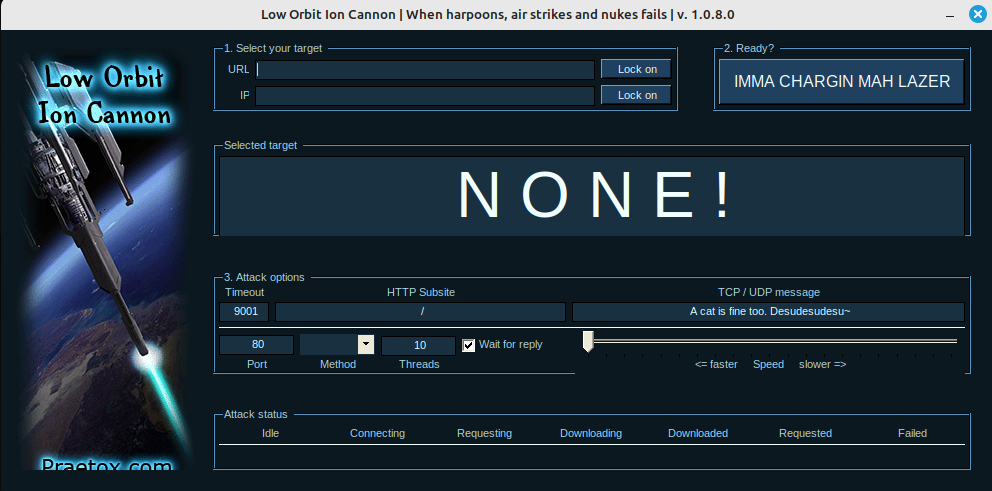 Low Orbit Ion Cannon | When harpoons, air strikes and nukes fails | v. 1.0.8.0
Low Orbit
Ion Cannon
Praetox.com
1. Select your target
URL
Lock on
IP
Lock on
2. Ready?
IMMA CHARGIN MAH LAZER
Selected target
N O N E !
3. Attack options
Timeout HTTP Subsite TCP / UDP message
9001 / A cat is fine too. Desudesudesu~
80 10 Wait for reply
Port Method Threads <= faster Speed slower =>
Attack status
Idle Connecting Requesting Downloading Downloaded Requested Failed